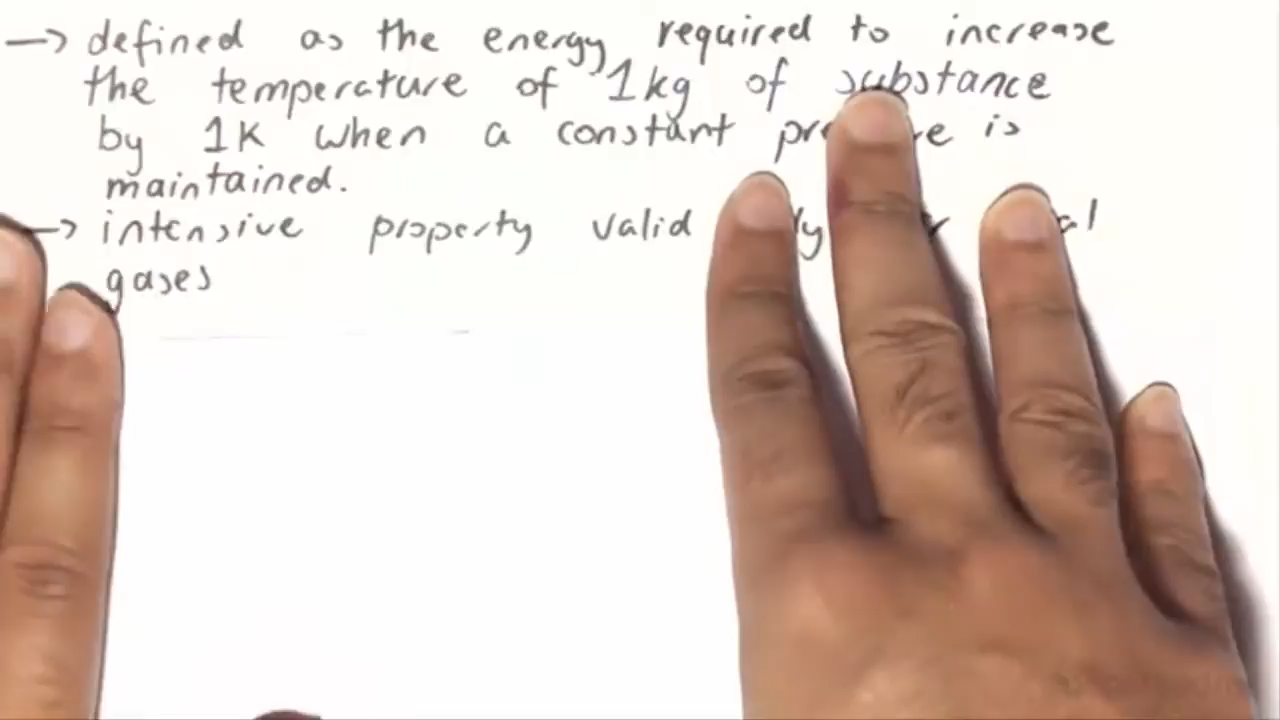 → defined as the energy required to increase
the temperature of 1kg of substance
by 1K when a constant is
maintained.
→ intensive property valid
gases